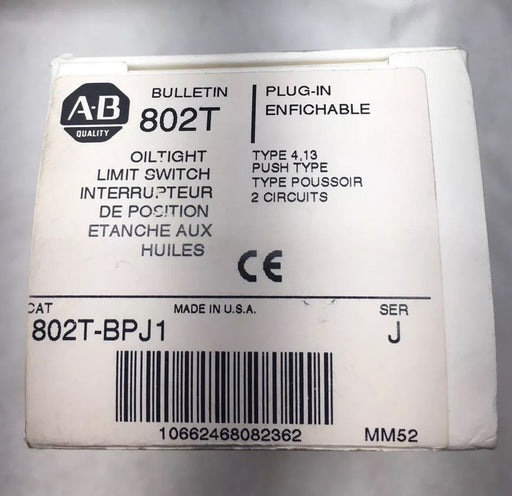 A-B
QUALITY
BULLETIN
802T
OILTIGHT
LIMIT SWITCH
INTERRUPTEUR
DE POSITION
ETANCHE AUX
HUILES
PLUG-IN
ENFICHABLE
TYPE 4,13
PUSH TYPE
TYPE POUSSOIR
2 CIRCUITS
CE
CAT
802T-BPJ1
MADE IN U.S.A.
SER
J
10662468082362
MM52